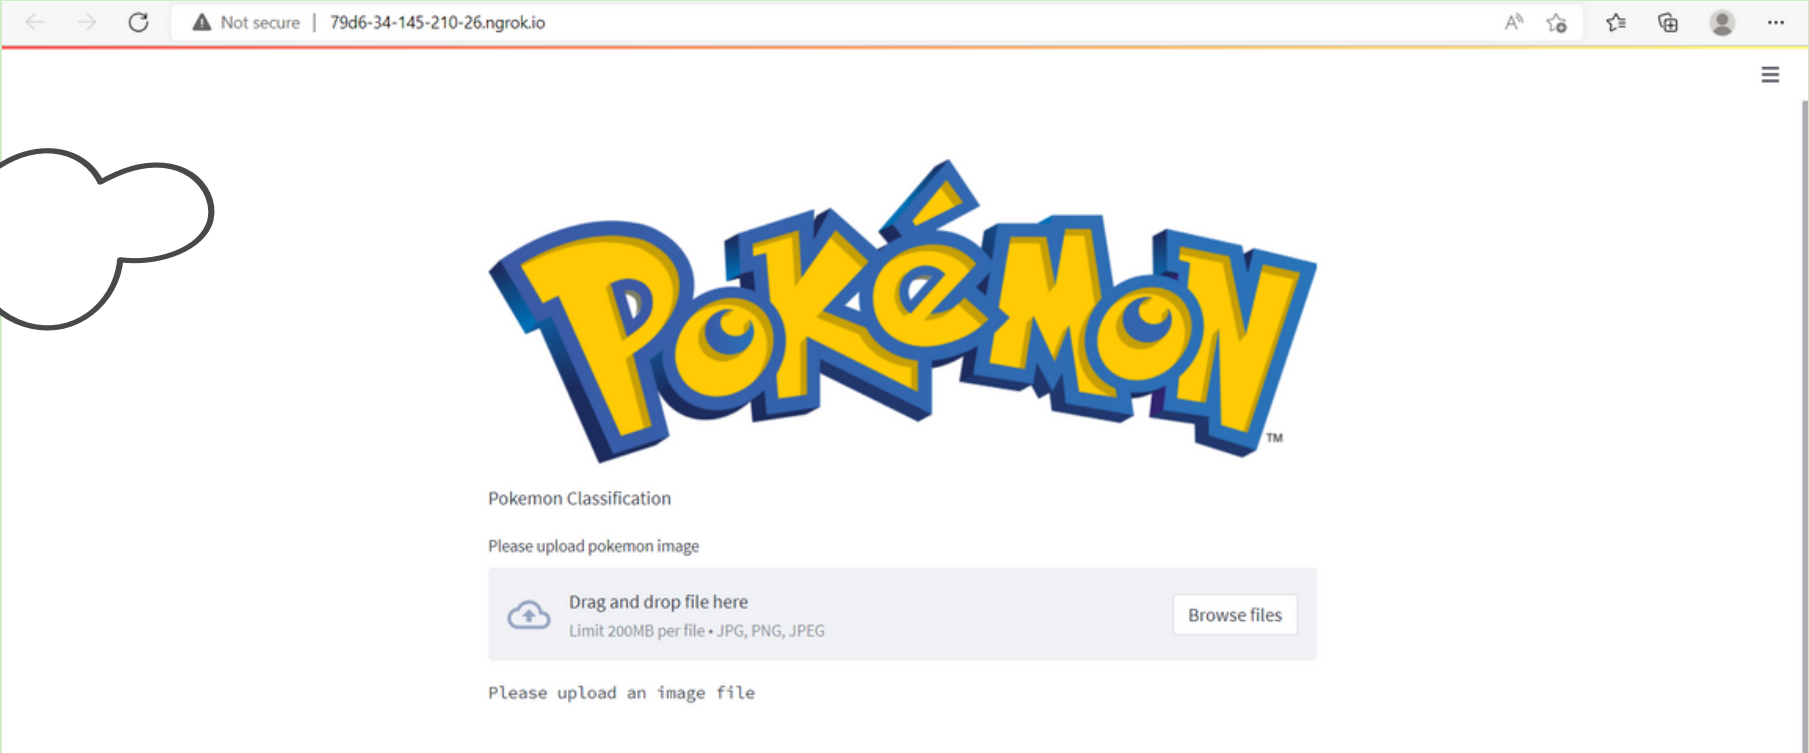 Not secure | 79d6-34-145-210-26.ngrok.io
POKéMON
TM
Pokemon Classification
Please upload pokemon image
Drag and drop file here
Limit 200MB per file • JPG, PNG, JPEG
Browse files
Please upload an image file